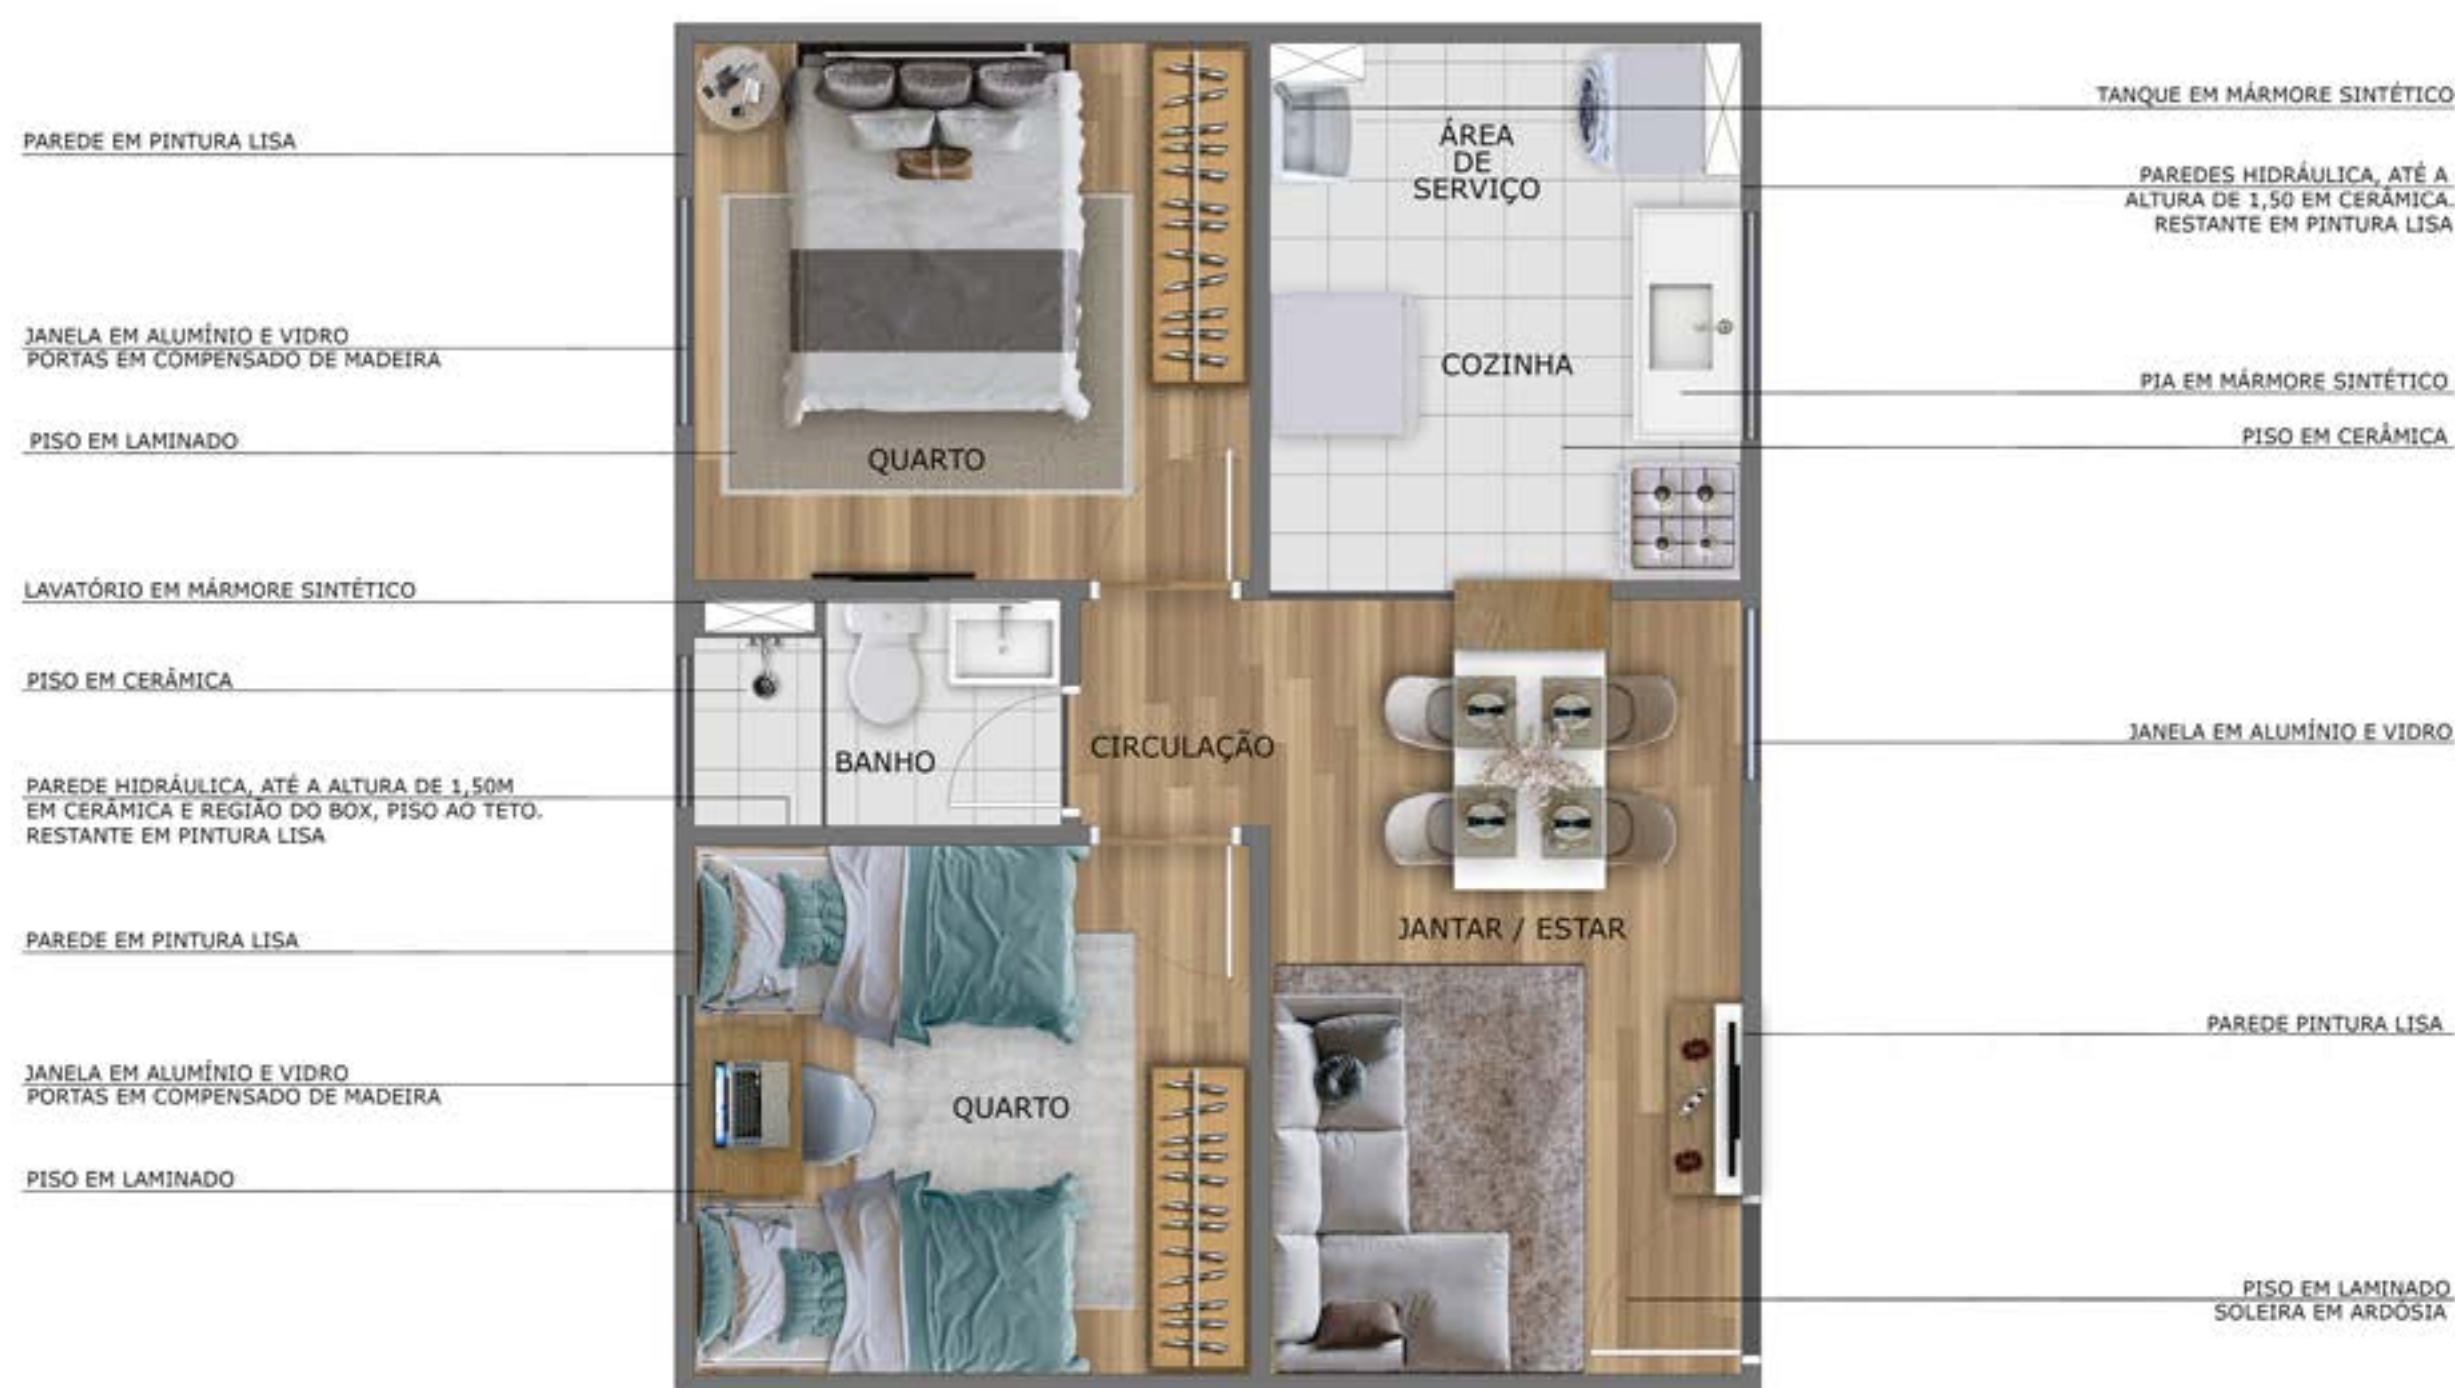 PAREDE EM PINTURA LISA
JANELA EM ALUMÍNIO E VIDRO
PORTAS EM COMPENSADO DE MADEIRA
PISO EM LAMINADO
LAVATÓRIO EM MÁRMORE SINTÉTICO
PISO EM CERÂMICA
PAREDE HIDRÁULICA, ATÉ A ALTURA DE 1,50M
EM CERÂMICA E REGIÃO DO BOX, PISO AO TETO.
RESTANTE EM PINTURA LISA
PAREDE EM PINTURA LISA
JANELA EM ALUMÍNIO E VIDRO
PORTAS EM COMPENSADO DE MADEIRA
PISO EM LAMINADO
QUARTO
ÁREA
DE
SERVIÇO
COZINHA
BANHO
CIRCULAÇÃO
JANTAR / ESTAR
QUARTO
TANQUE EM MÁRMORE SINTÉTICO
PAREDES HIDRÁULICA, ATÉ A
ALTURA DE 1,50 EM CERÂMICA.
RESTANTE EM PINTURA LISA
PIA EM MÁRMORE SINTÉTICO
PISO EM CERÂMICA
JANELA EM ALUMÍNIO E VIDRO
PAREDE PINTURA LISA
PISO EM LAMINADO
SOLEIRA EM ARDÓSIA